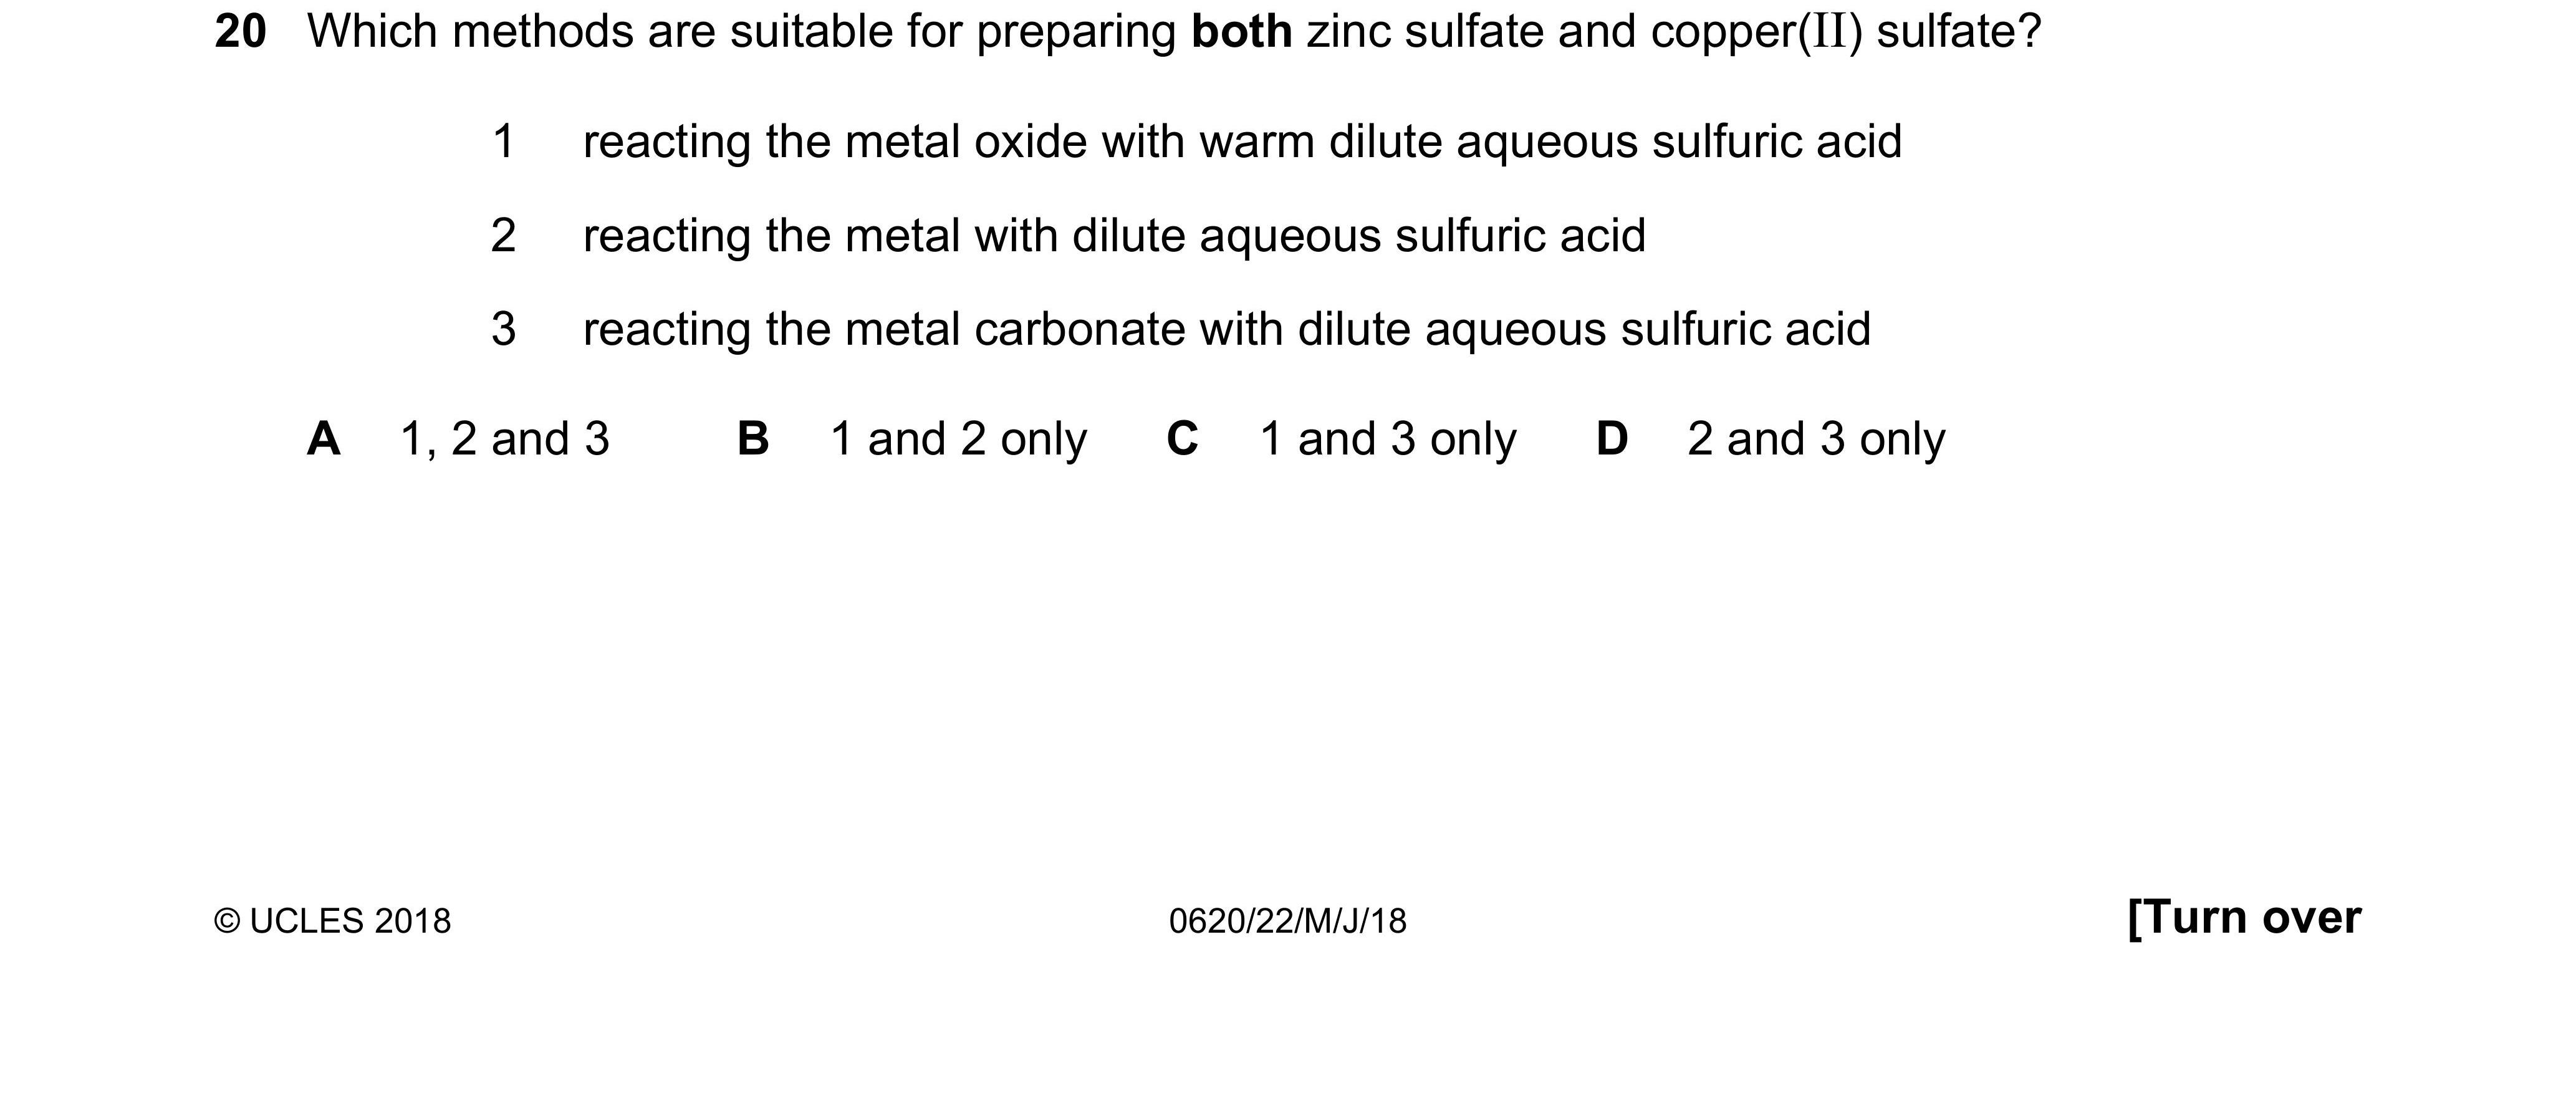 20 Which methods are suitable for preparing both zinc sulfate and copper(II) sulfate?
1 reacting the metal oxide with warm dilute aqueous sulfuric acid
2 reacting the metal with dilute aqueous sulfuric acid
3 reacting the metal carbonate with dilute aqueous sulfuric acid
A 1, 2 and 3 B 1 and 2 only C 1 and 3 only D 2 and 3 only
© UCLES 2018 0620/22/M/J/18 [Turn over